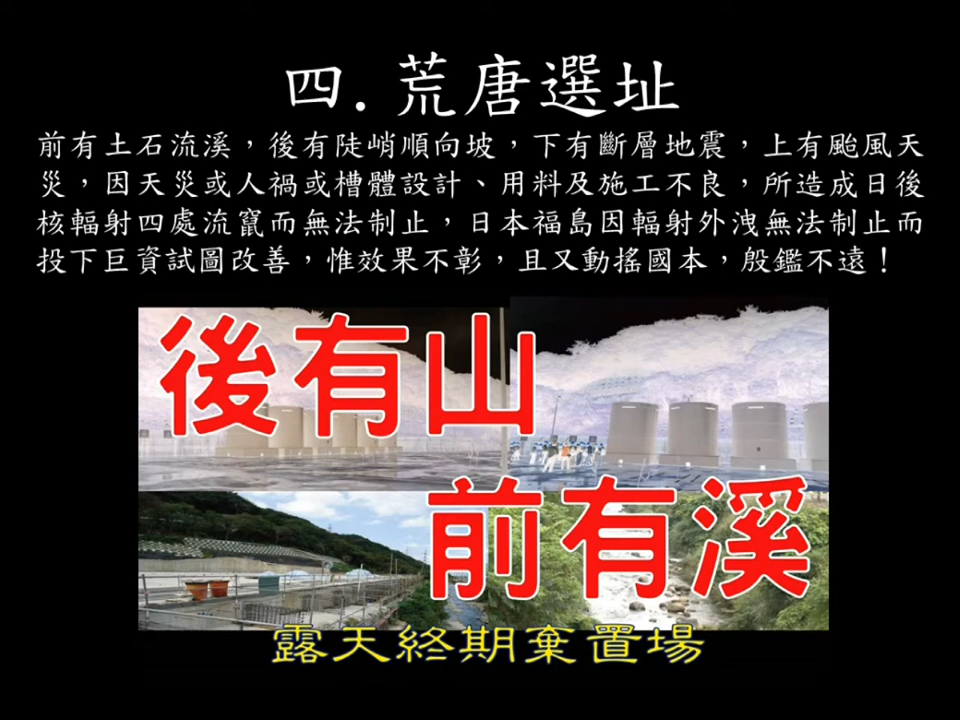 四.荒唐選址
前有土石流溪，後有陡峭順向坡，下有斷層地震，上有颱風天
災，因天災或人禍或槽體設計、用料及施工不良，所造成日後
核輻射四處流竄而無法制止，日本福島因輻射外洩無法制止而
投下巨資試圖改善，惟效果不彰，且又動搖國本，殷鑑不遠！
後有山
前有溪
露天終期棄置場